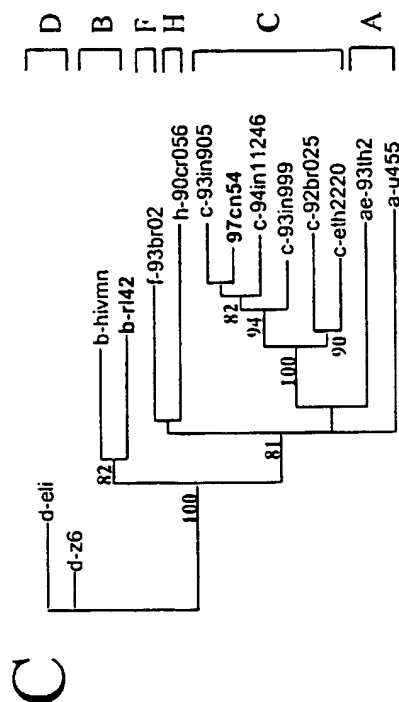 C
D
B
F
H
C
A
d-eli
d-z6
b-hivmn
b-rl42
f-93br02
h-90cr056
c-93in905
97cn54
c-94in11246
c-93in999
c-92br025
c-eth2220
ae-93th2
a-u455
82
100
81
82
94
100
90